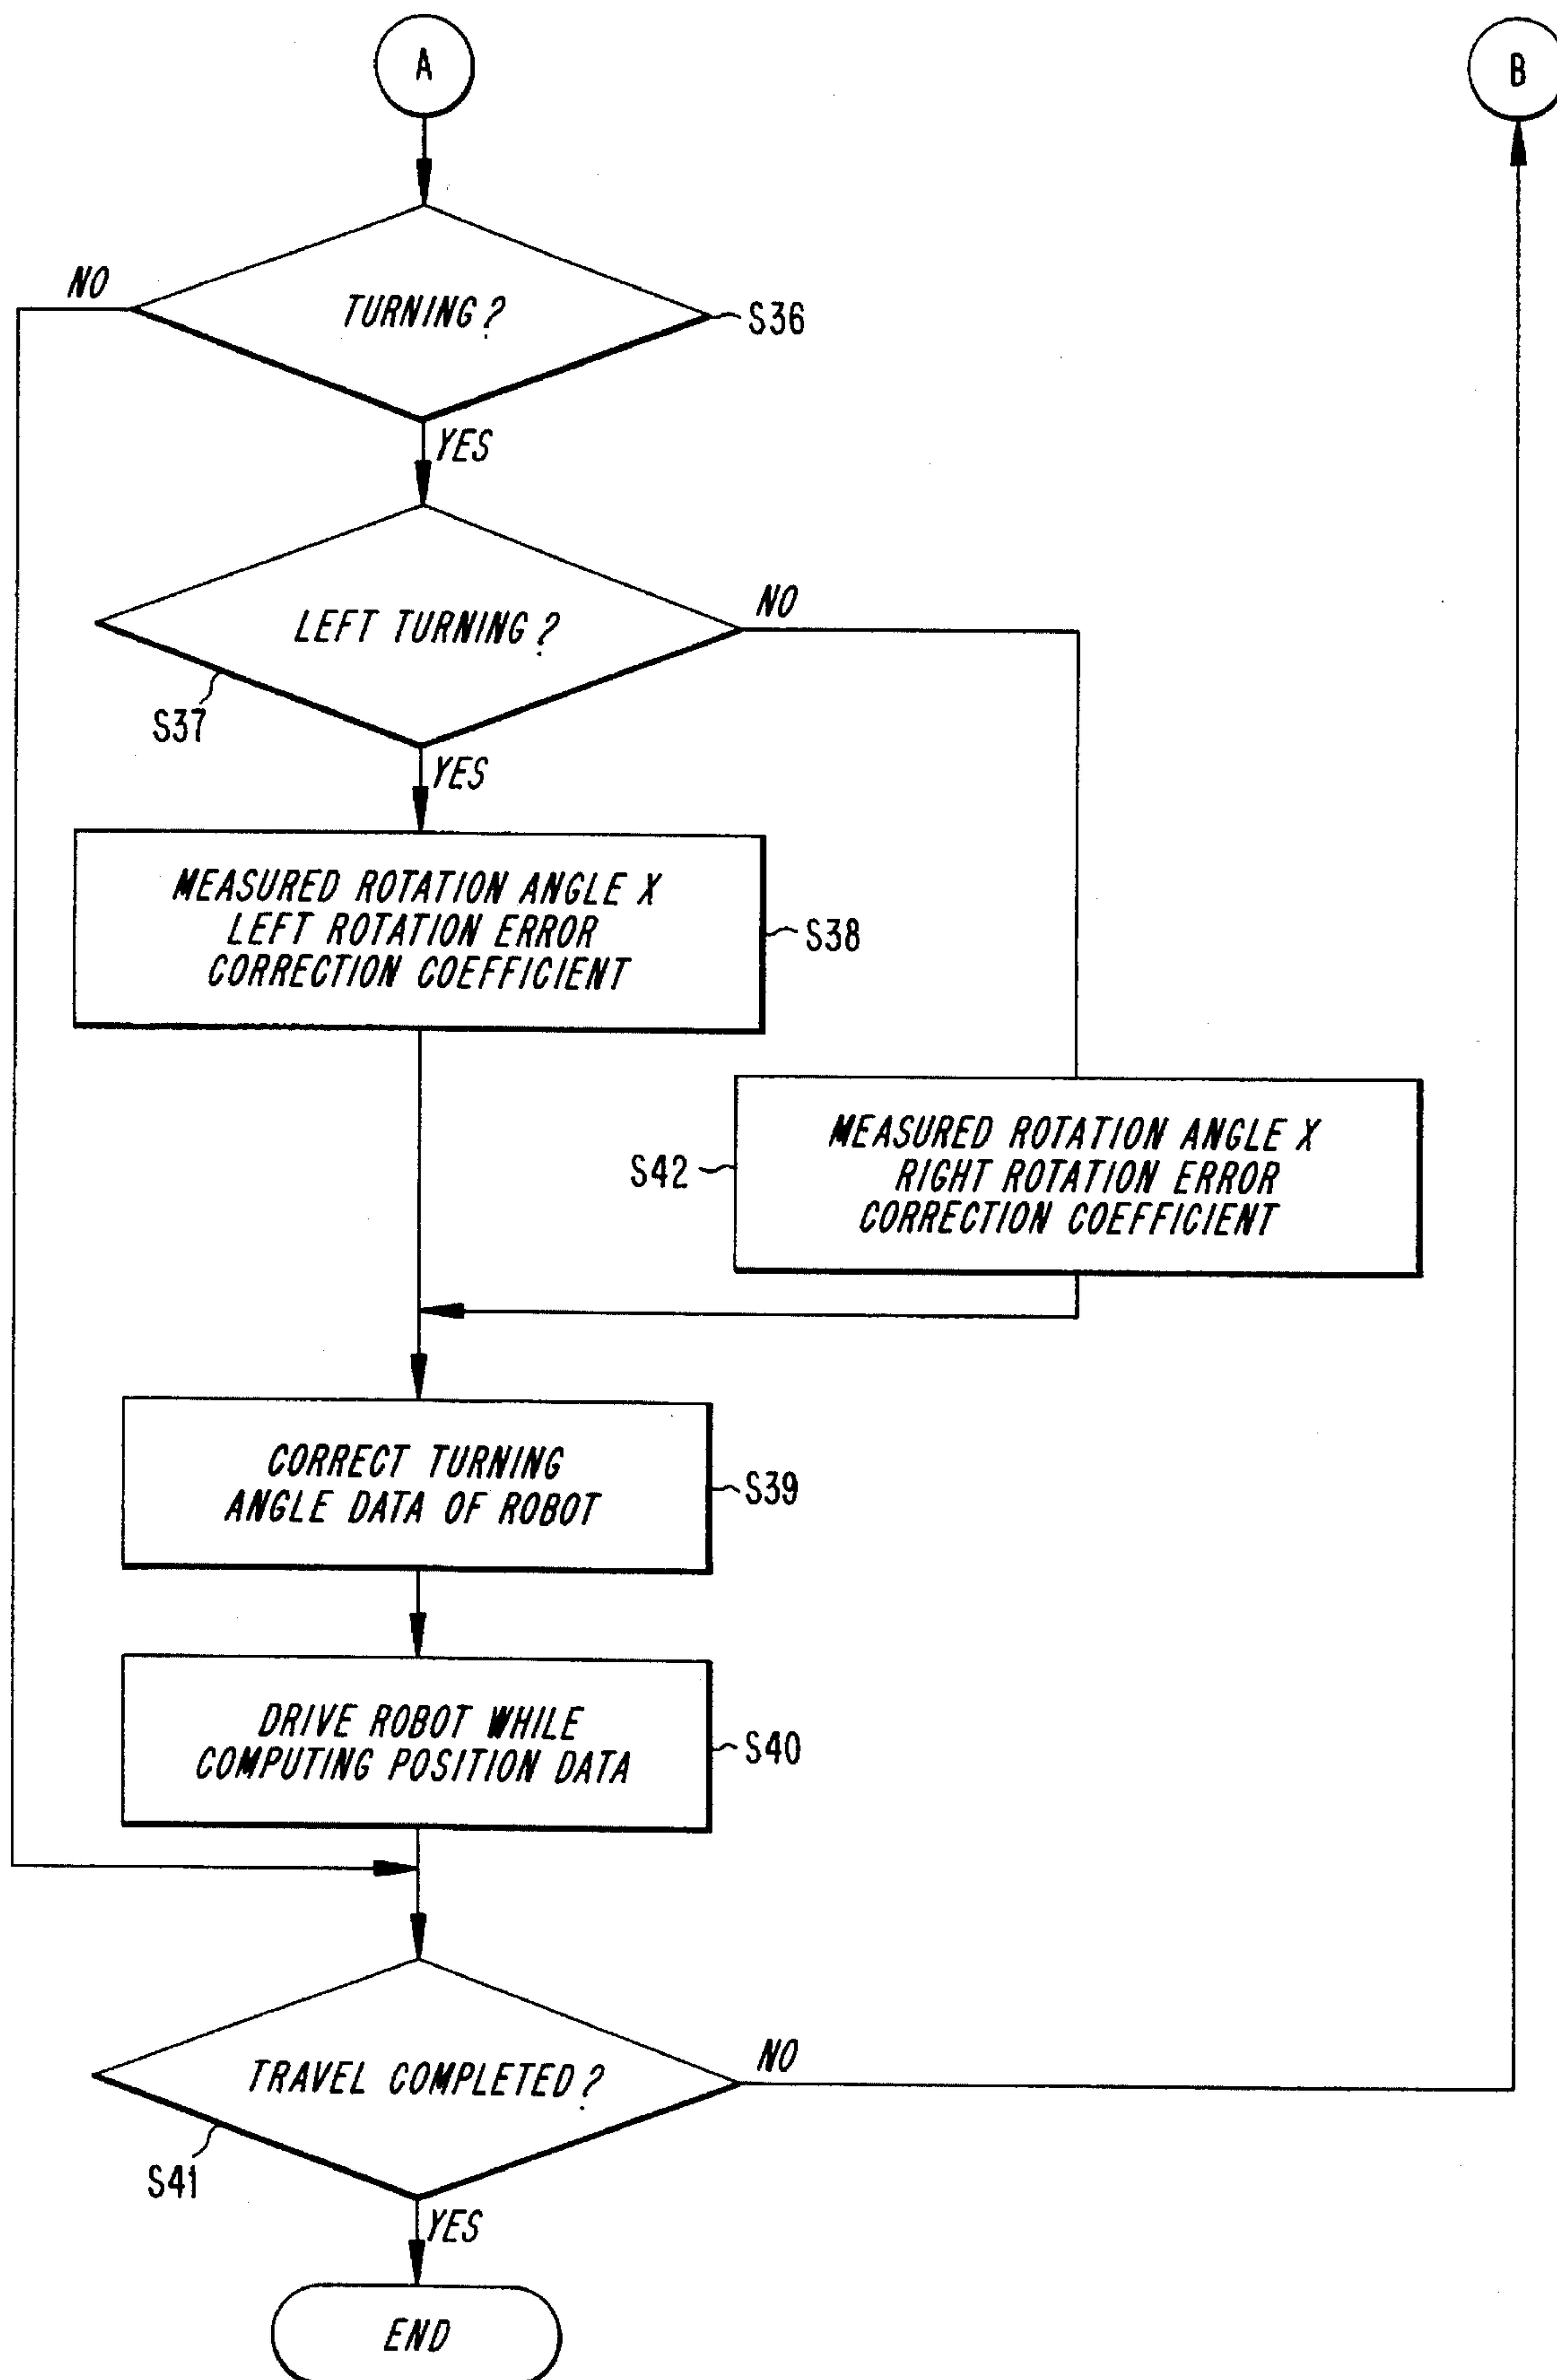 A
B
NO
TURNING?
S36
YES
LEFT TURNING?
NO
S37
YES
MEASURED ROTATION ANGLE X
LEFT ROTATION ERROR
CORRECTION COEFFICIENT
S38
MEASURED ROTATION ANGLE X
RIGHT ROTATION ERROR
CORRECTION COEFFICIENT
S42
CORRECT TURNING
ANGLE DATA OF ROBOT
S39
DRIVE ROBOT WHILE
COMPUTING POSITION DATA
S40
TRAVEL COMPLETED?
NO
S41
YES
END